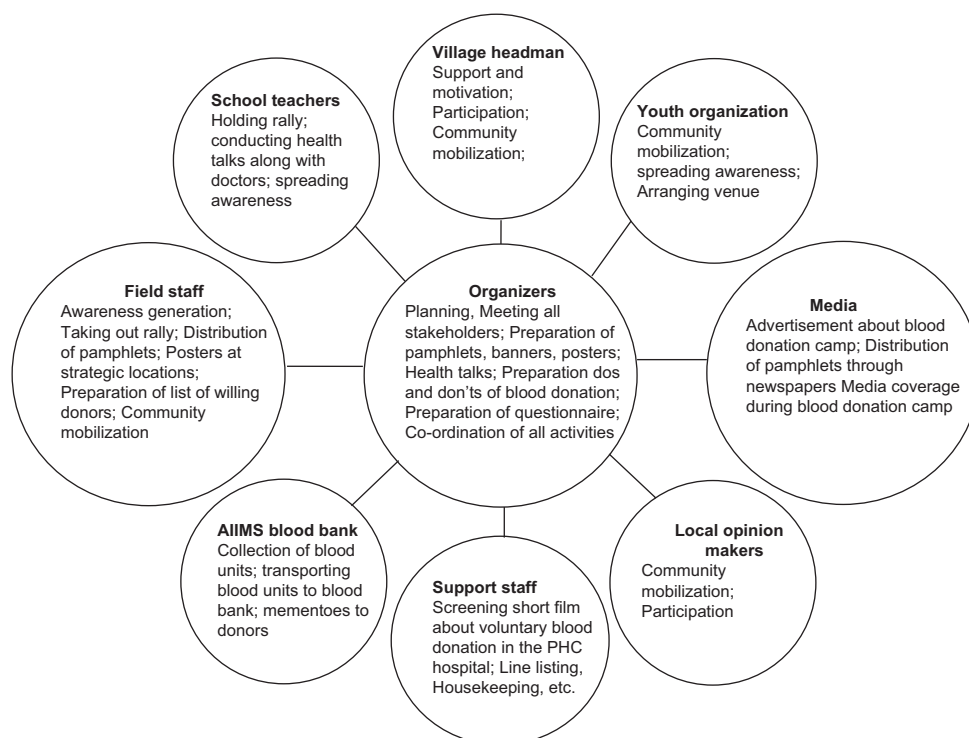 Village headman
Support and
motivation;
Participation;
Community
mobilization;
School teachers
Holding rally;
conducting health
talks along with
doctors; spreading
awareness
Youth organization
Community
mobilization;
spreading awareness;
Arranging venue
Field staff
Awareness generation;
Taking out rally; Distribution
of pamphlets; Posters at
strategic locations;
Preparation of list of willing
donors; Community
mobilization
Organizers
Planning, Meeting all
stakeholders; Preparation of
pamphlets, banners, posters;
Health talks; Preparation dos
and don'ts of blood donation;
Preparation of questionnaire;
Co-ordination of all activities
Media
Advertisement about blood
donation camp; Distribution
of pamphlets through
newspapers Media coverage
during blood donation camp
AIIMS blood bank
Collection of blood
units; transporting
blood units to blood
bank; mementoes to
donors
Support staff
Screening short film
about voluntary blood
donation in the PHC
hospital; Line listing,
Housekeeping, etc.
Local opinion
makers
Community
mobilization;
Participation